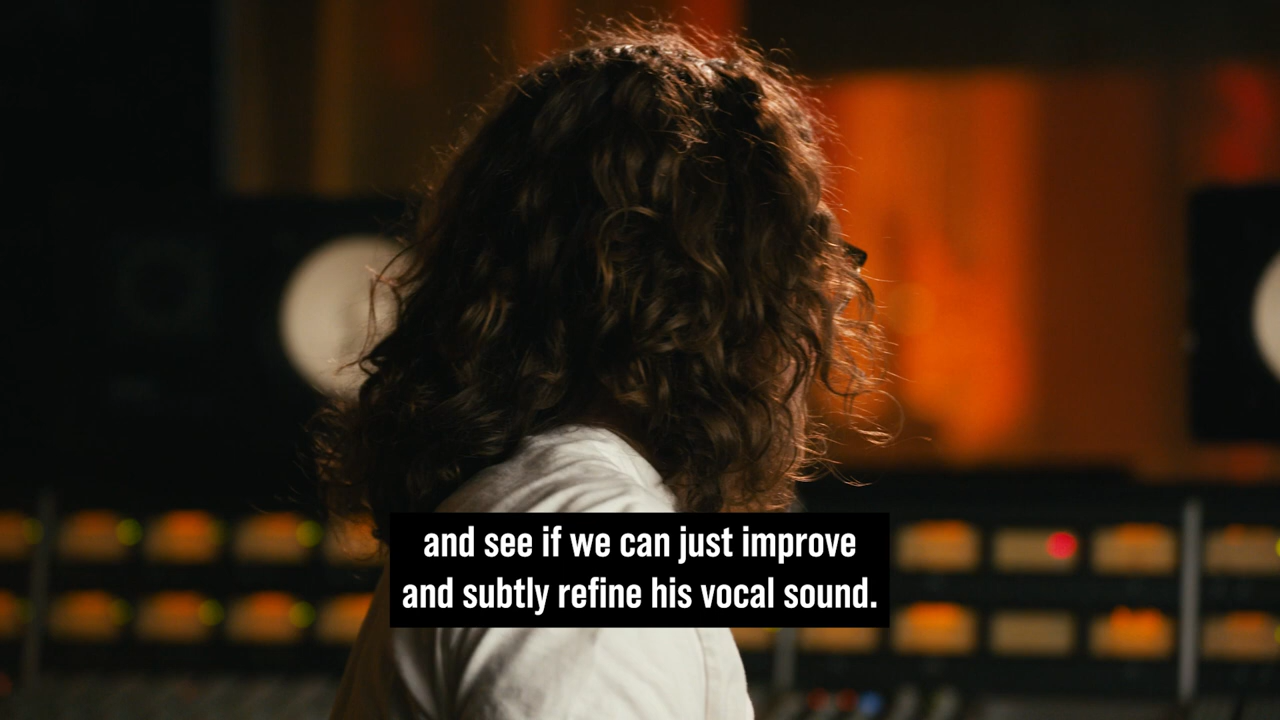 and see if we can just improve
and subtly refine his vocal sound.